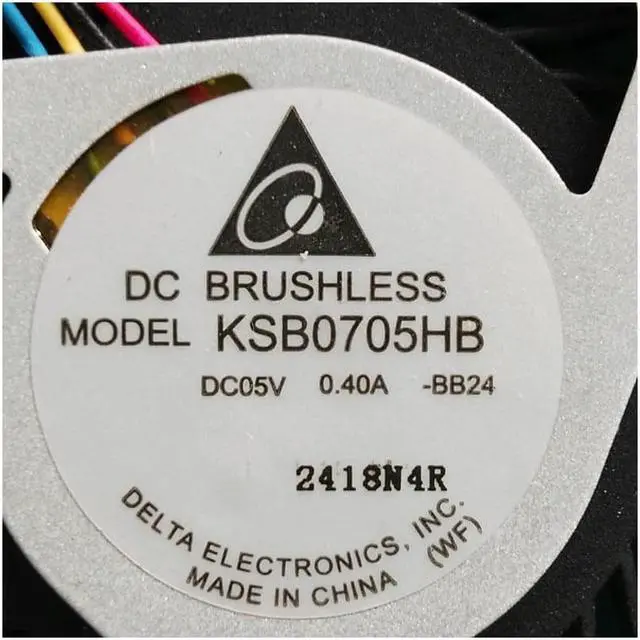 DC BRUSHLESS
MODEL KSB0705HB
DC05V 0.40A -BB24
2418N4R
DELTA ELECTRONICS, INC.
MADE IN CHINA (WF)